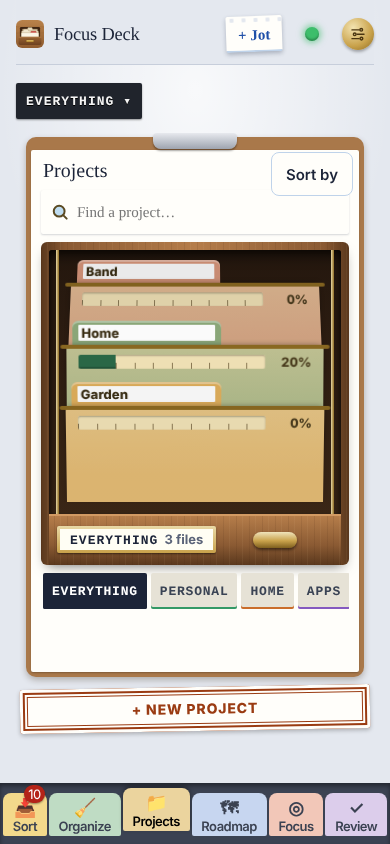 Focus Deck
+ Jot
EVERYTHING ▾
Projects
Sort by
Find a project…
Band
0%
Home
20%
Garden
0%
EVERYTHING 3 files
EVERYTHING PERSONAL HOME APPS
+ NEW PROJECT
10
Sort Organize Projects Roadmap Focus Review